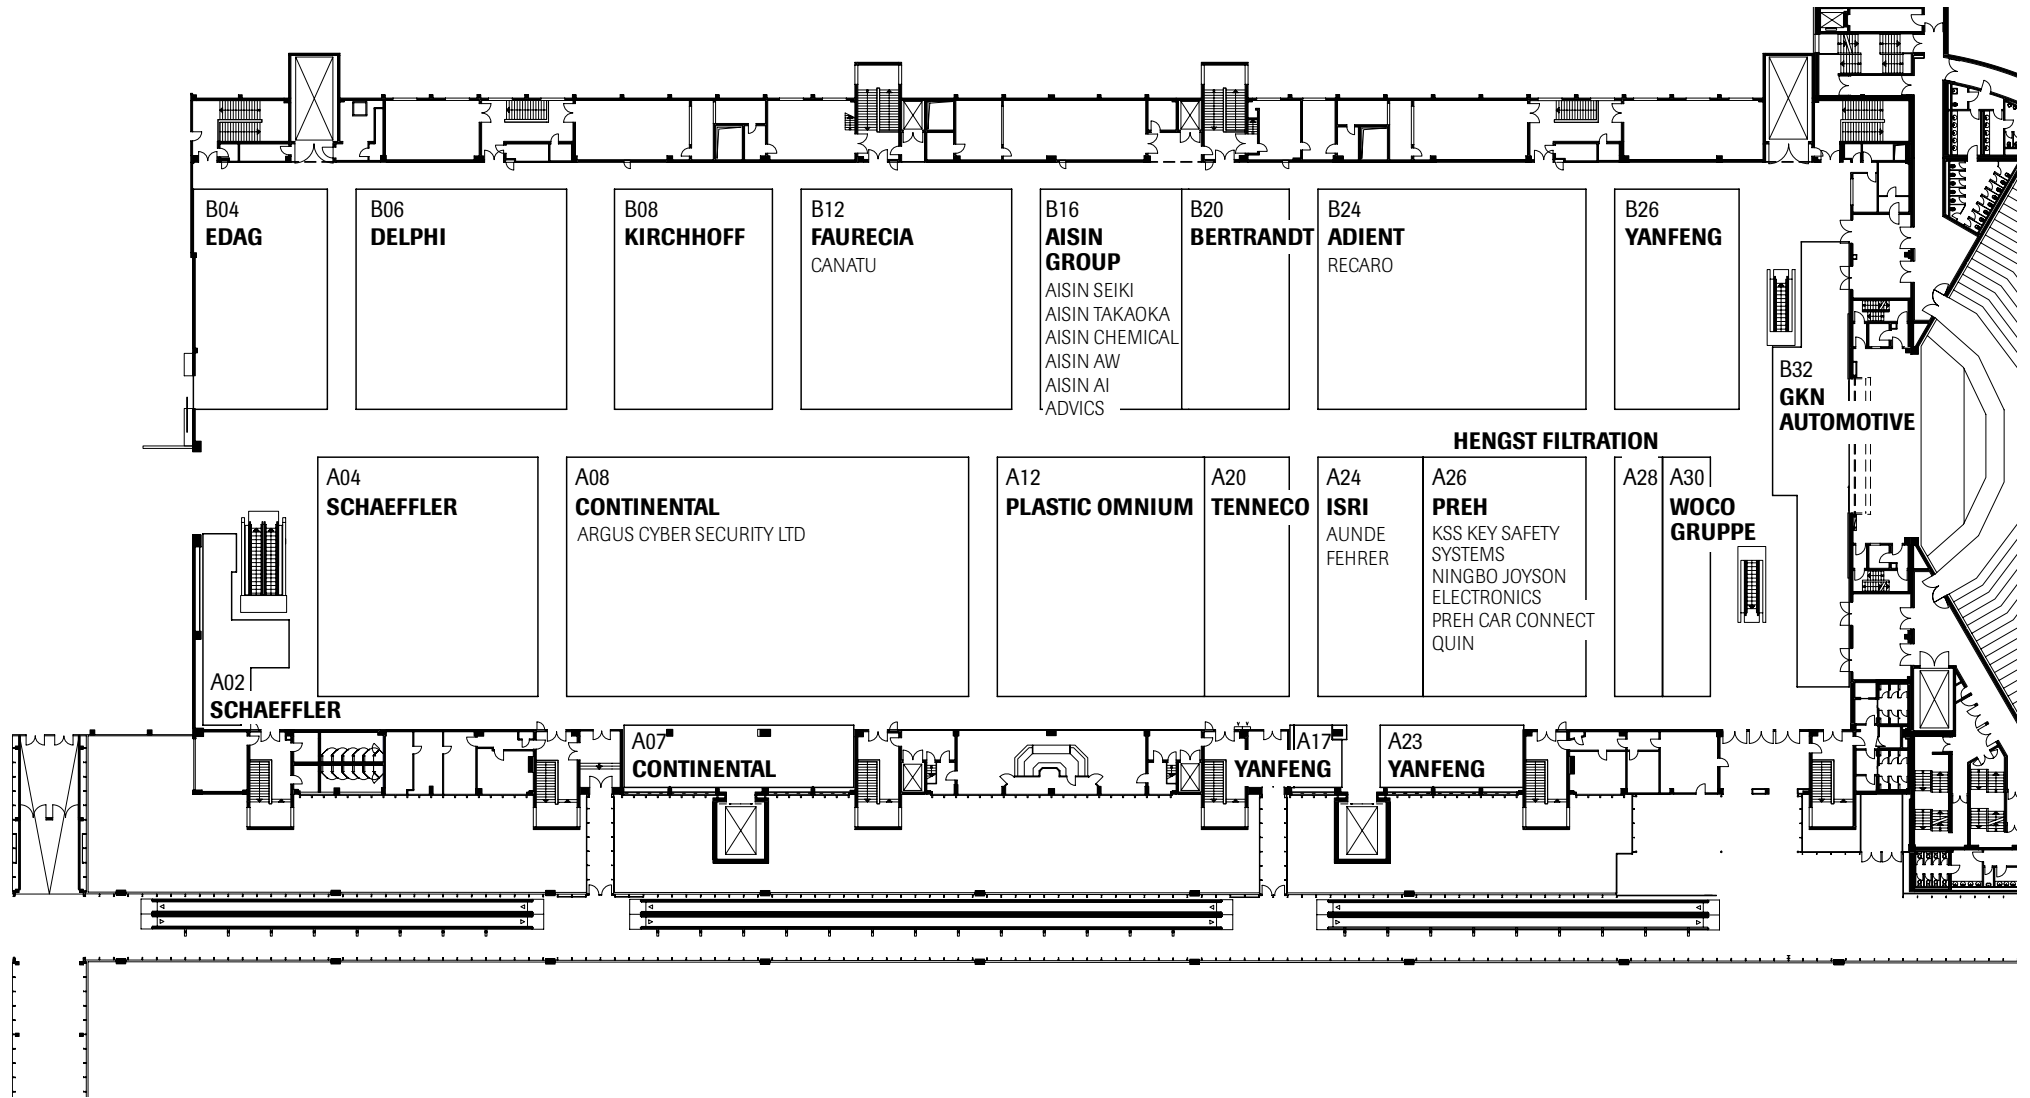 B04
EDAG
B06
DELPHI
B08
KIRCHHOFF
B12
FAURECIA
CANATU
B16
AISIN
GROUP
AISIN SEIKI
AISIN TAKAOKA
AISIN CHEMICAL
AISIN AW
AISIN AI
ADVICS
B20
BERTRANDT
B24
ADIENT
RECARO
B26
YANFENG
B32
GKN
AUTOMOTIVE
HENGST FILTRATION
A04
SCHAEFFLER
A08
CONTINENTAL
ARGUS CYBER SECURITY LTD
A12
PLASTIC OMNIUM
A20
TENNECO
A24
ISRI
AUNDE
FEHRER
A26
PREH
KSS KEY SAFETY
SYSTEMS
NINGBO JOYSON
ELECTRONICS
PREH CAR CONNECT
QUIN
A28
A30
WOCO
GRUPPE
A02
SCHAEFFLER
A07
CONTINENTAL
A17
YANFENG
A23
YANFENG